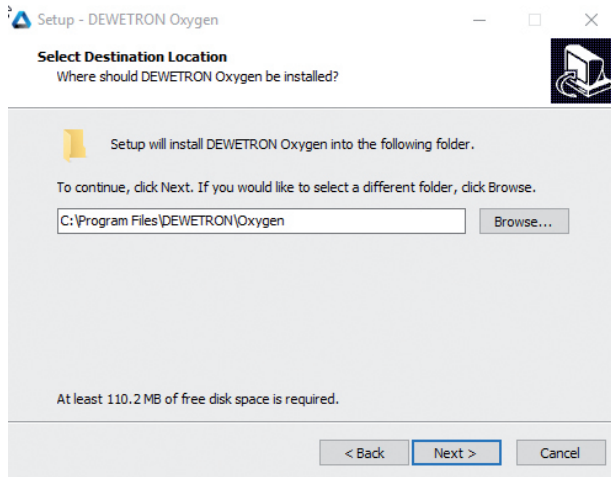 Setup - DEWETRON Oxygen
Select Destination Location
Where should DEWETRON Oxygen be installed?
Setup will install DEWETRON Oxygen into the following folder.
To continue, click Next. If you would like to select a different folder, click Browse.
C:\Program Files\DEWETRON\Oxygen
Browse...
At least 110.2 MB of free disk space is required.
< Back
Next >
Cancel